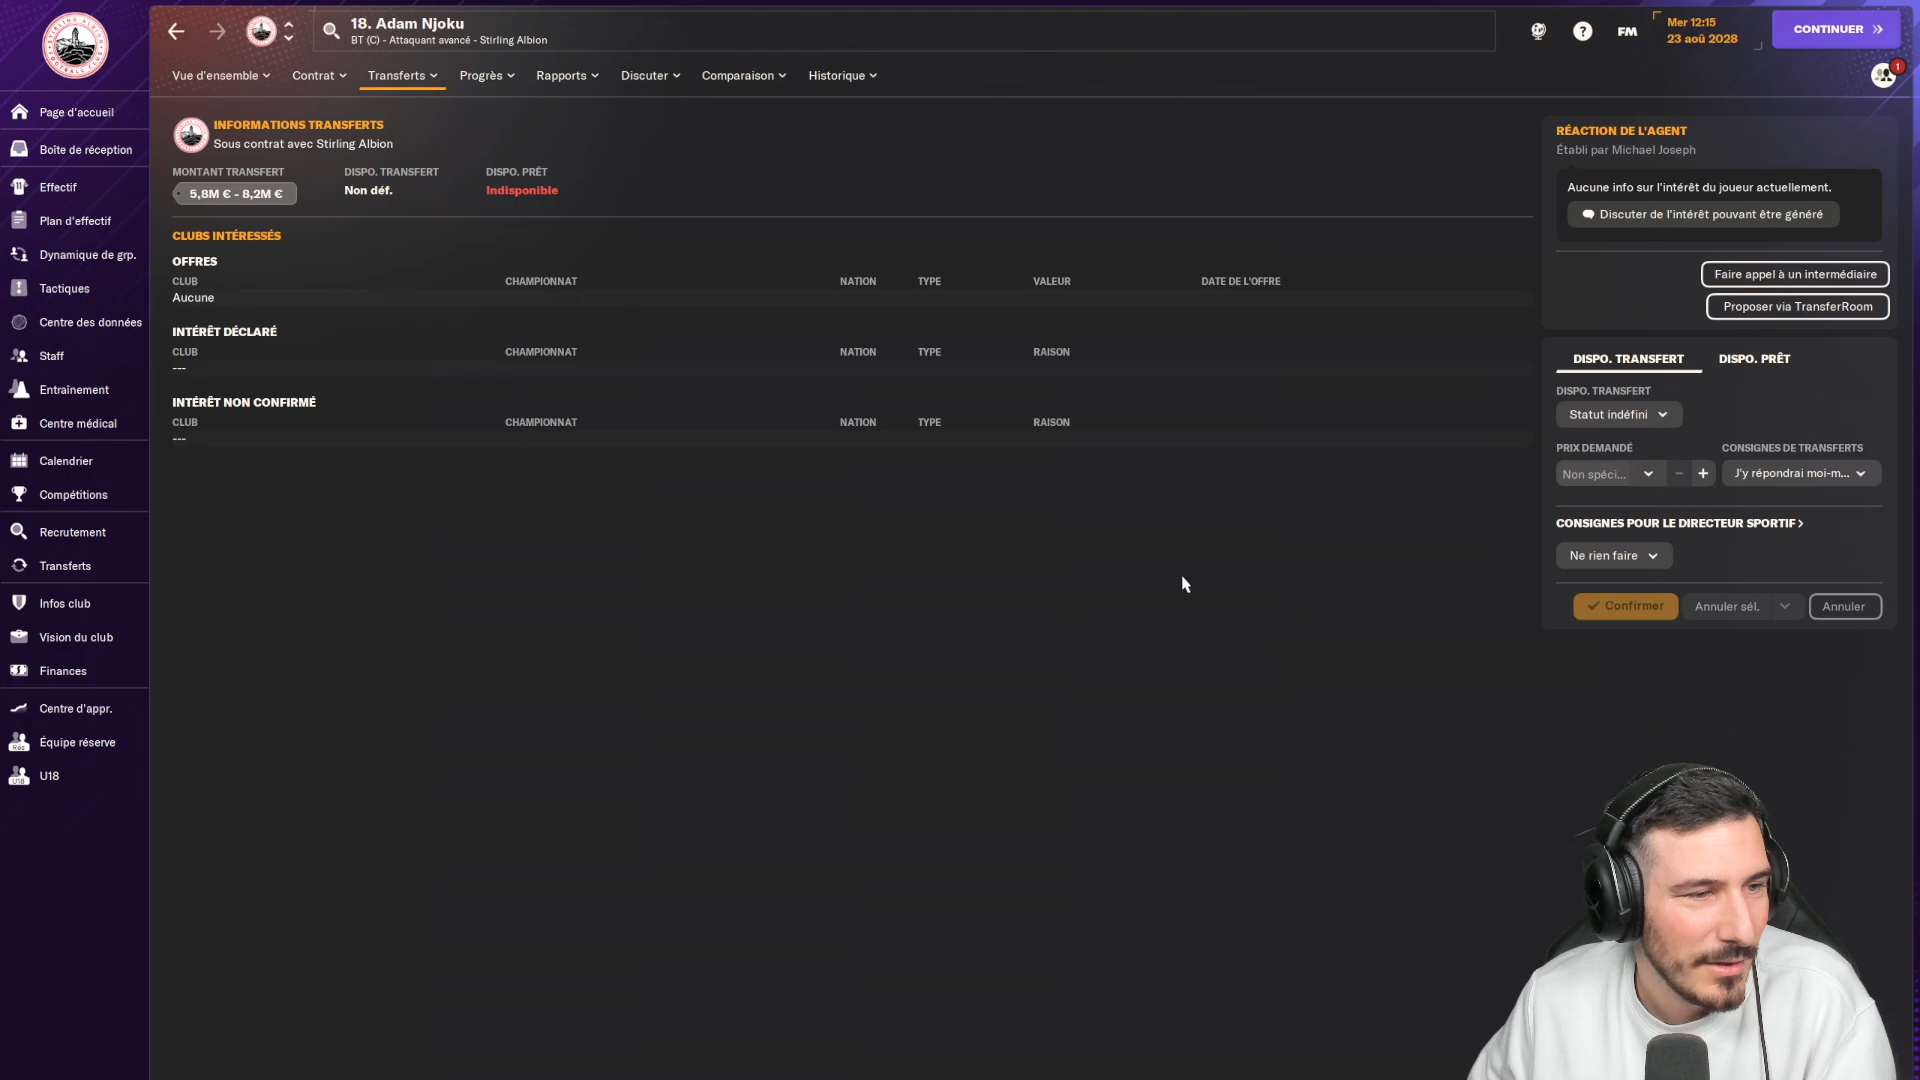 18. Adam Njoku
BT (C) - Attaquant avancé - Stirling Albion
FM
Mer 12:15
23 aoû 2028
CONTINUER
Vue d'ensemble
Contrat
Transferts
Progrès
Rapports
Discuter
Comparaison
Historique
1
Page d'accueil
Boîte de réception
Effectif
Plan d'effectif
Dynamique de grp.
Tactiques
Centre des données
Staff
Entraînement
Centre médical
Calendrier
Compétitions
Recrutement
Transferts
Infos club
Vision du club
Finances
Centre d'appr.
Équipe réserve
U18
INFORMATIONS TRANSFERTS
Sous contrat avec Stirling Albion
MONTANT TRANSFERT DISPO. TRANSFERT DISPO. PRÊT
5,8M € - 8,2M € Non déf. Indisponible
CLUBS INTÉRESSÉS
OFFRES
CLUB CHAMPIONNAT NATION TYPE VALEUR DATE DE L'OFFRE
Aucune
INTÉRÊT DÉCLARÉ
CLUB CHAMPIONNAT NATION TYPE RAISON
---
INTÉRÊT NON CONFIRMÉ
CLUB CHAMPIONNAT NATION TYPE RAISON
---
RÉACTION DE L'AGENT
Établi par Michael Joseph
Aucune info sur l'intérêt du joueur actuellement.
Discuter de l'intérêt pouvant être généré
Faire appel à un intermédiaire
Proposer via TransferRoom
DISPO. TRANSFERT DISPO. PRÊT
DISPO. TRANSFERT
Statut indéfini
PRIX DEMANDÉ CONSIGNES DE TRANSFERTS
Non spéci... - + J'y répondrai moi-m...
CONSIGNES POUR LE DIRECTEUR SPORTIF >
Ne rien faire
Confirmer Annuler sél. Annuler